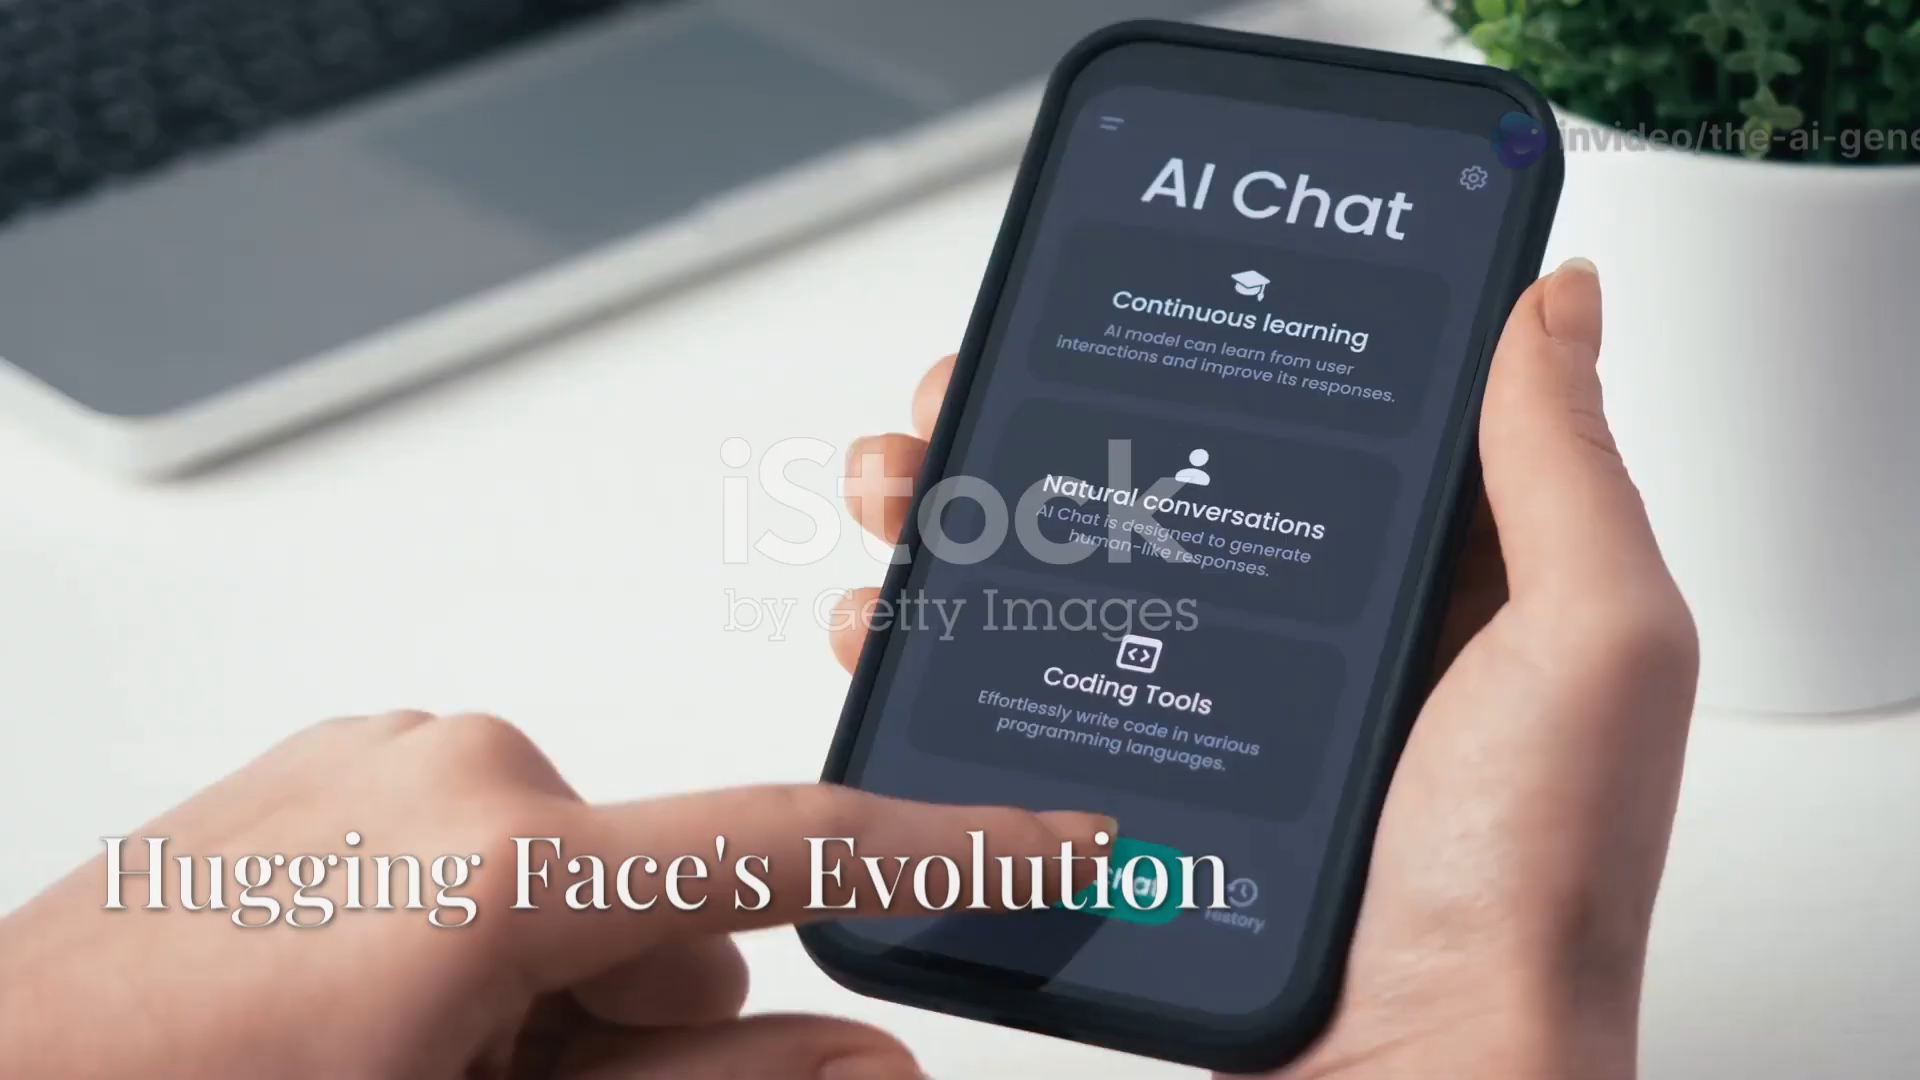 invideo/the-ai-gene
AI Chat
Continuous learning
AI model can learn from user
interactions and improve its responses.
iStock
by Getty Images
Natural conversations
AI Chat is designed to generate
human-like responses.
Coding Tools
Effortlessly write code in various
programming languages.
Hugging Face's Evolution
Chat
History